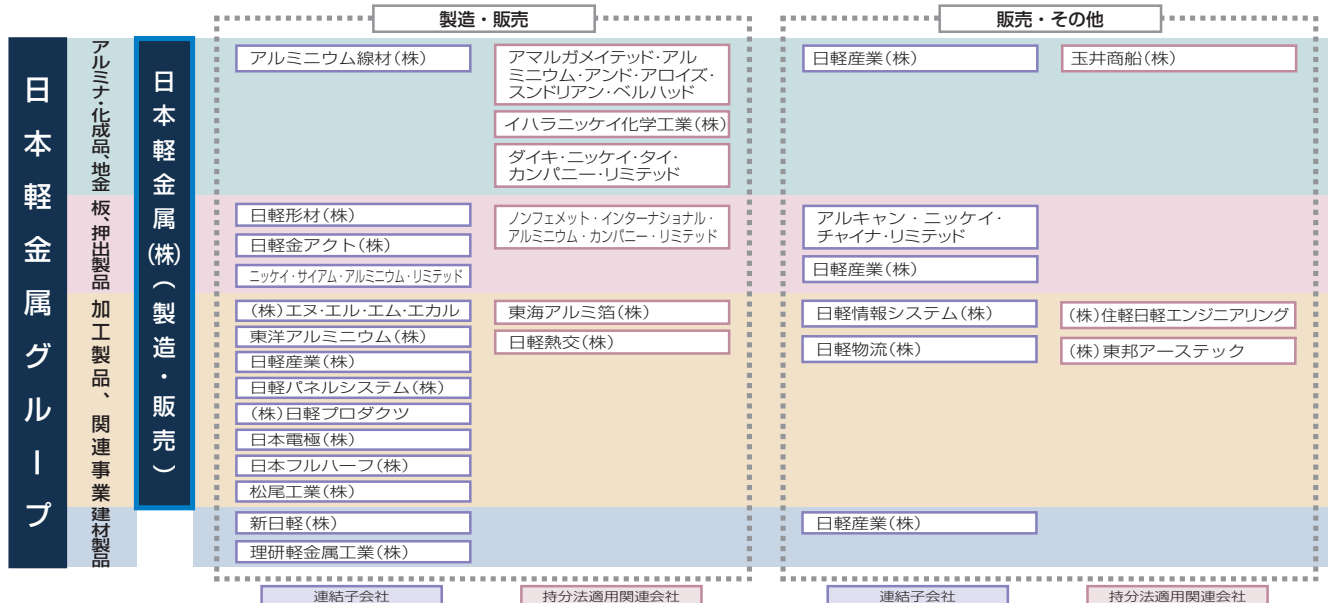 製造・販売
販売・その他
日本軽金属グループ
アルミナ・化成品、地金
日本軽金属(株)(製造・販売)
アルミニウム線材(株)
アマルガメイテッド・アル
ミニウム・アンド・アロイズ・
スンドリアン・ベルハッド
イハラニッケイ化学工業(株)
ダイキ・ニッケイ・タイ・
カンパニー・リミテッド
日軽産業(株)
玉井商船(株)
板、押出製品
日軽形材(株)
日軽金アクト(株)
ニッケイ・サイアム・アルミニウム・リミテッド
ノンフェメット・インターナショナル・
アルミニウム・カンパニー・リミテッド
アルキャン・ニッケイ・
チャイナ・リミテッド
日軽産業(株)
加工製品、関連事業
(株)エヌ・エル・エム・エカル
東洋アルミニウム(株)
日軽産業(株)
日軽パネルシステム(株)
(株)日軽プロダクツ
日本電極(株)
日本フルハーフ(株)
松尾工業(株)
東海アルミ箔(株)
日軽熱交(株)
日軽情報システム(株)
日軽物流(株)
(株)住軽日軽エンジニアリング
(株)東邦アーステック
建材製品
新日軽(株)
理研軽金属工業(株)
日軽産業(株)
連結子会社
持分法適用関連会社
連結子会社
持分法適用関連会社